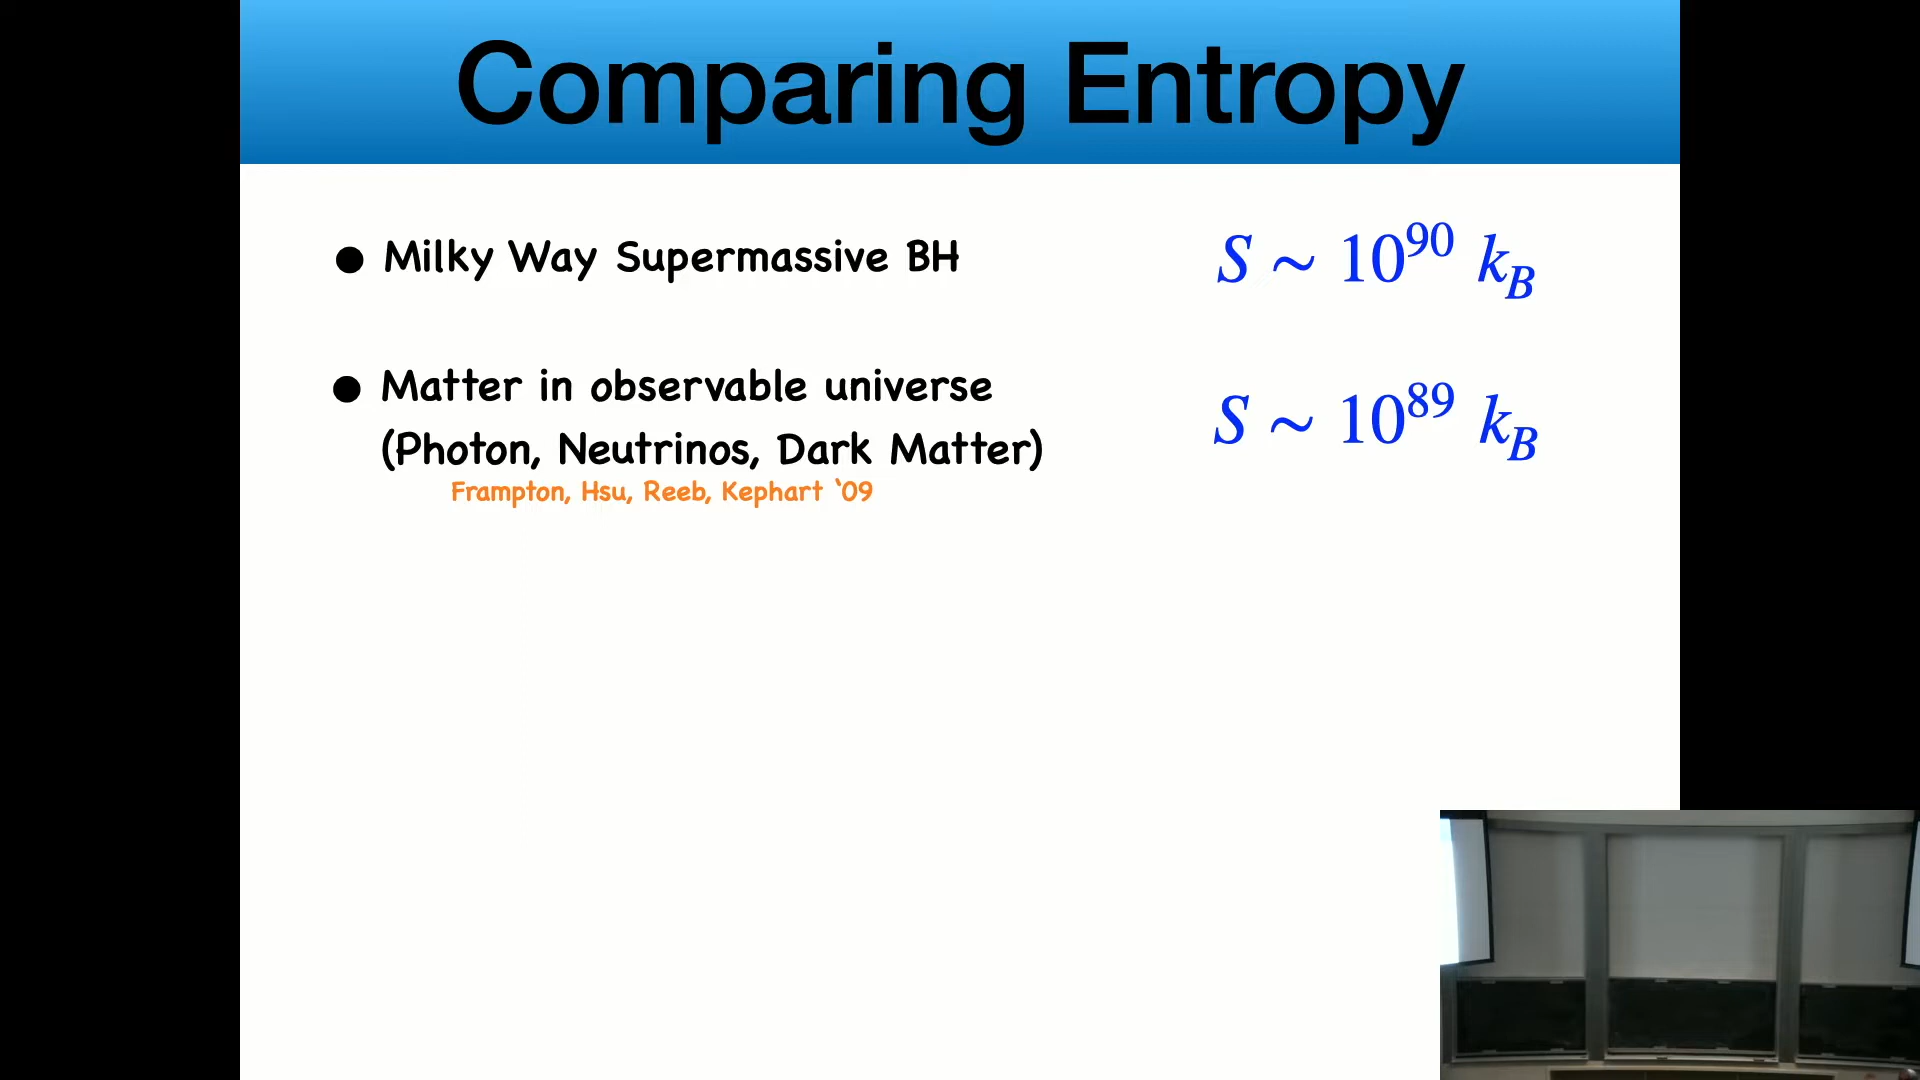 Comparing Entropy
● Milky Way Supermassive BH S ∼ 10⁹⁰ k_B
● Matter in observable universe
(Photon, Neutrinos, Dark Matter) S ∼ 10⁸⁹ k_B
Frampton, Hsu, Reeb, Kephart ‘09